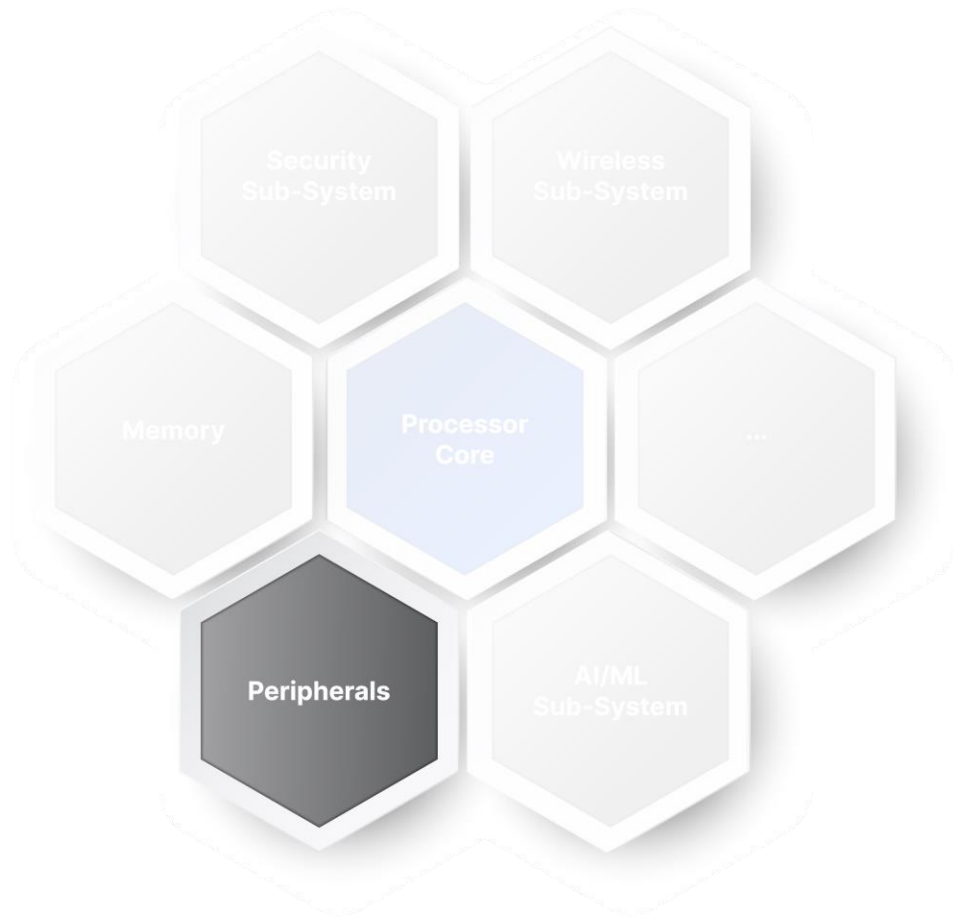 Security
Sub-System
Wireless
Sub-System
Memory
Processor
Core
...
Peripherals
AI/ML
Sub-System